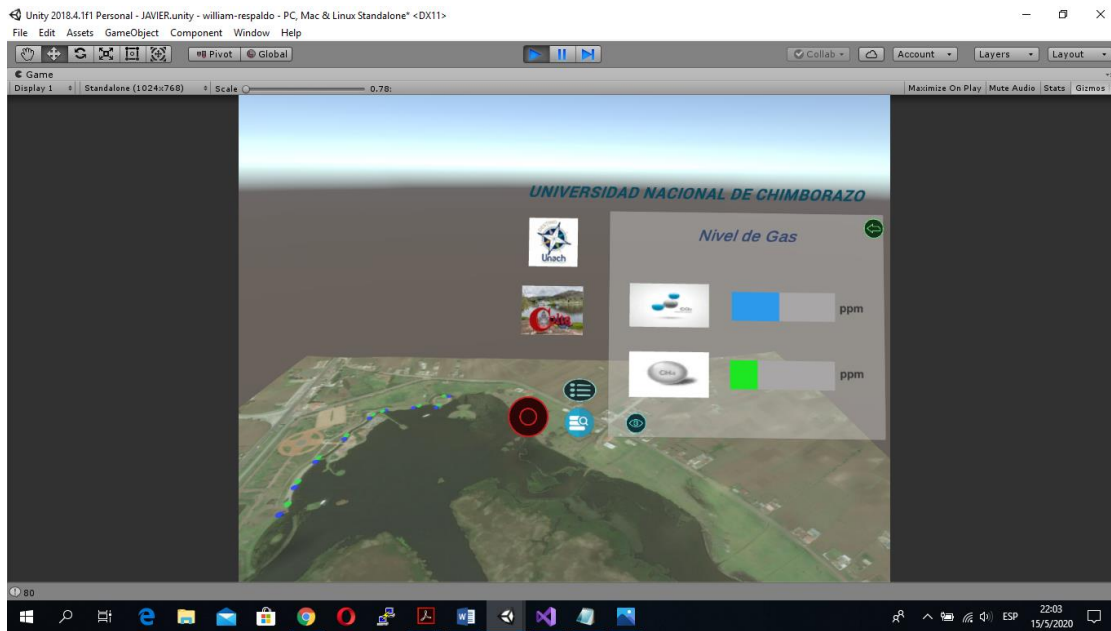 Unity 2018.4.1f1 Personal - JAVIER.unity - william-respaldo - PC, Mac & Linux Standalone* <DX11>
File Edit Assets GameObject Component Window Help
Pivot Global Collab Account Layers Layout
Game
Display 1 Standalone (1024x768) Scale 0.78: Maximize On Play Mute Audio Stats Gizmos
UNIVERSIDAD NACIONAL DE CHIMBORAZO
Nivel de Gas
Unach
ppm
CH4
ppm
80
ESP
22:03
15/5/2020